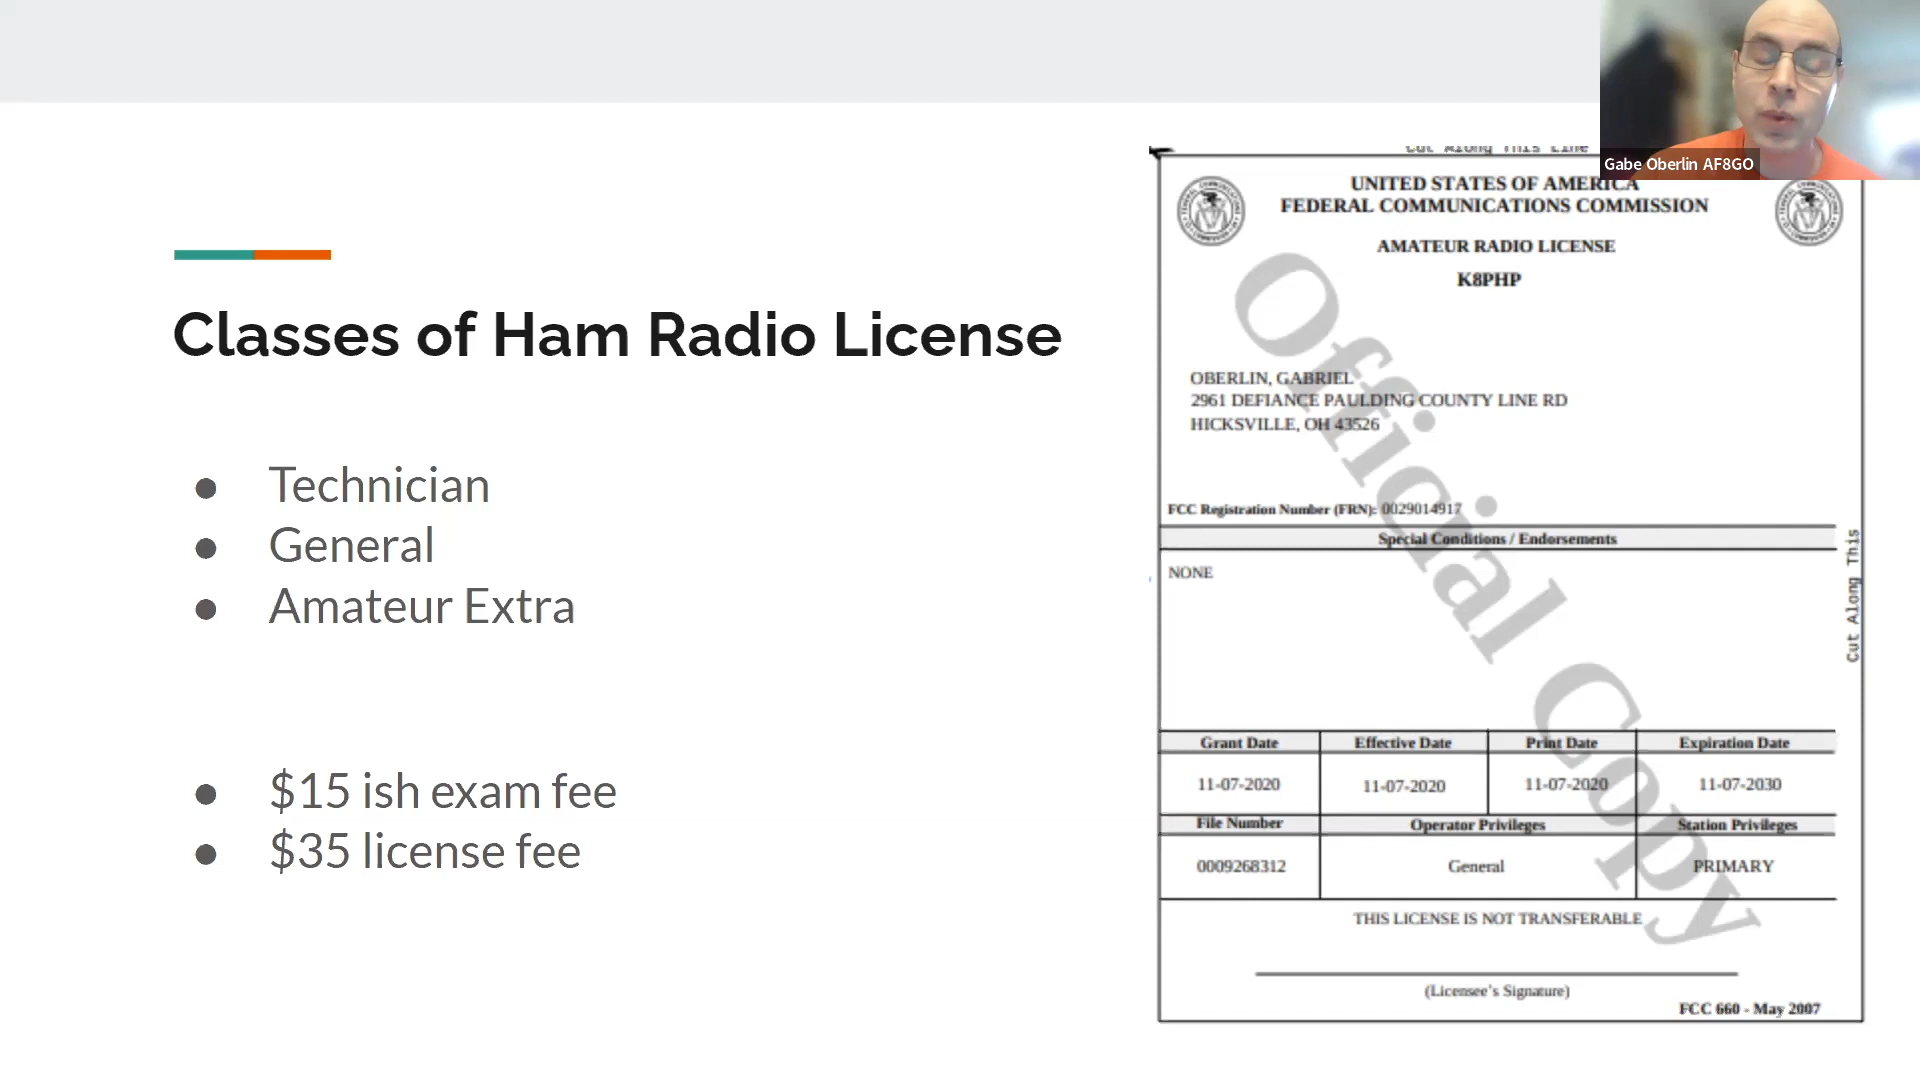 Gabe Oberlin AF8GO
Classes of Ham Radio License
● Technician
● General
● Amateur Extra
● $15 ish exam fee
● $35 license fee
Cut Along This Line
UNITED STATES OF AMERICA
FEDERAL COMMUNICATIONS COMMISSION
AMATEUR RADIO LICENSE
K8PHP
OBERLIN, GABRIEL
2961 DEFIANCE PAULDING COUNTY LINE RD
HICKSVILLE, OH 43526
FCC Registration Number (FRN): 0029014917
Special Conditions / Endorsements
NONE
Cut Along This
Grant Date Effective Date Print Date Expiration Date
11-07-2020 11-07-2020 11-07-2020 11-07-2030
File Number Operator Privileges Station Privileges
0009268312 General PRIMARY
THIS LICENSE IS NOT TRANSFERABLE
(Licensee's Signature)
FCC 660 - May 2007
Official Copy